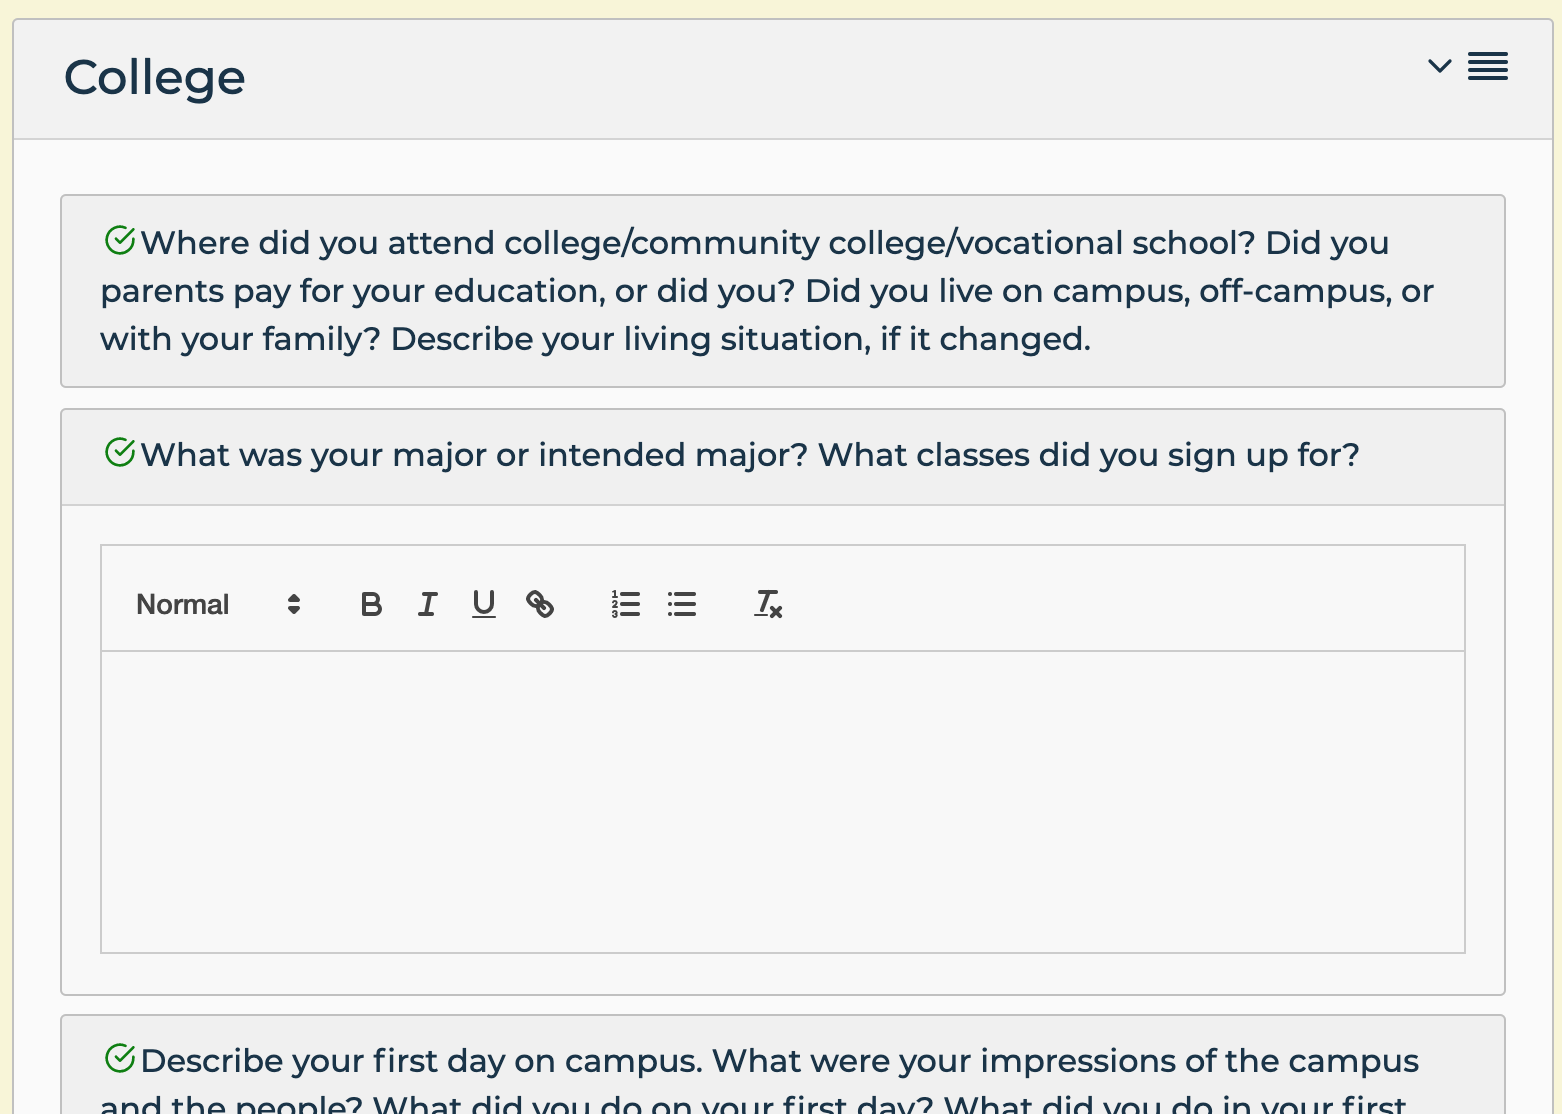 College
Where did you attend college/community college/vocational school? Did you
parents pay for your education, or did you? Did you live on campus, off-campus, or
with your family? Describe your living situation, if it changed.
What was your major or intended major? What classes did you sign up for?
Normal
Describe your first day on campus. What were your impressions of the campus
and the people? What did you do on your first day? What did you do in your first